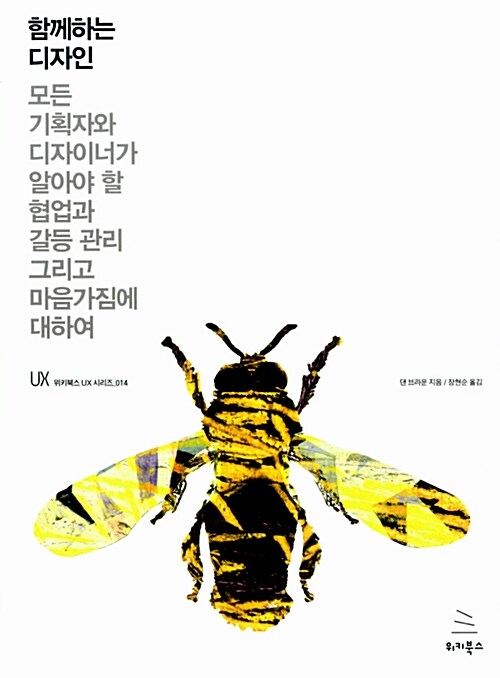 함께하는
디자인
모든
기획자와
디자이너가
알아야 할
협업과
갈등 관리
그리고
마음가짐에
대하여
UX 위키북스 UX 시리즈_014
댄 브라운 지음 / 장현순 옮김
위키북스